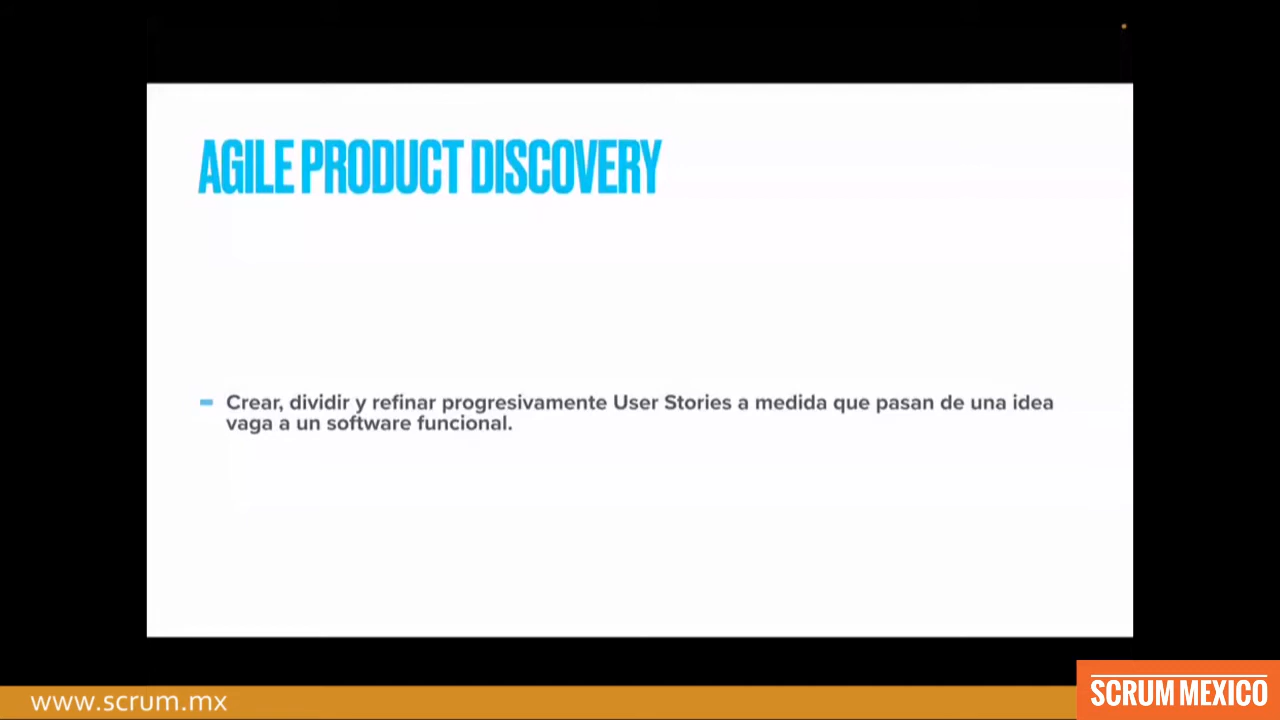 AGILE PRODUCT DISCOVERY
Crear, dividir y refinar progresivamente User Stories a medida que pasan de una idea
vaga a un software funcional.
www.scrum.mx
SCRUM MEXICO